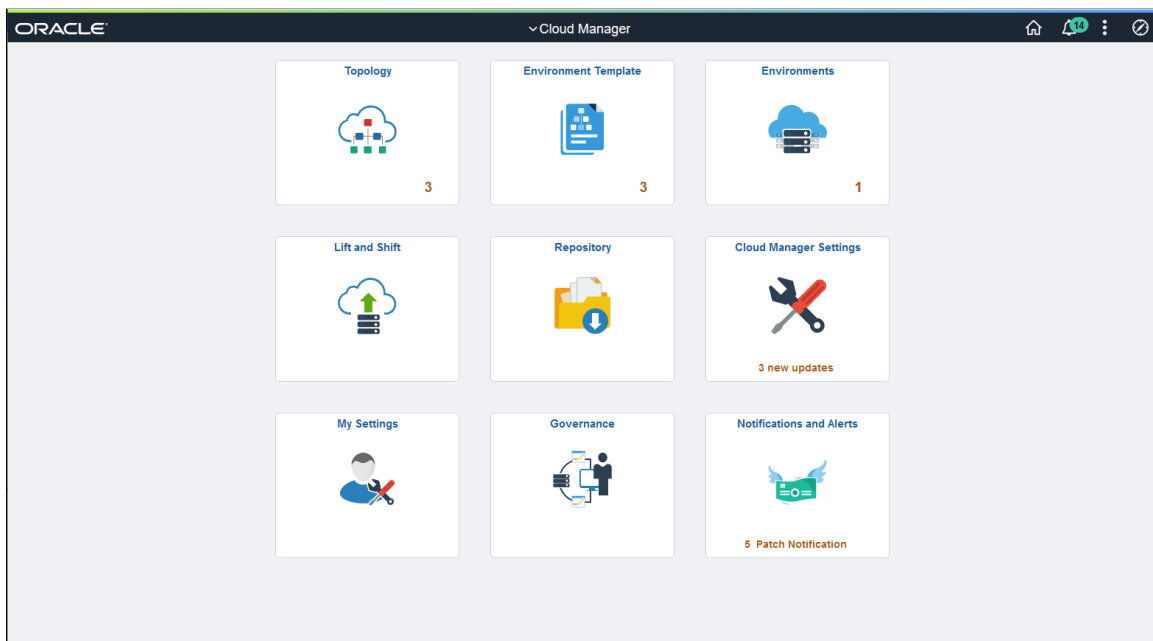 ORACLE
Cloud Manager
14
Topology
3
Environment Template
3
Environments
1
Lift and Shift
Repository
Cloud Manager Settings
3 new updates
My Settings
Governance
Notifications and Alerts
5 Patch Notification